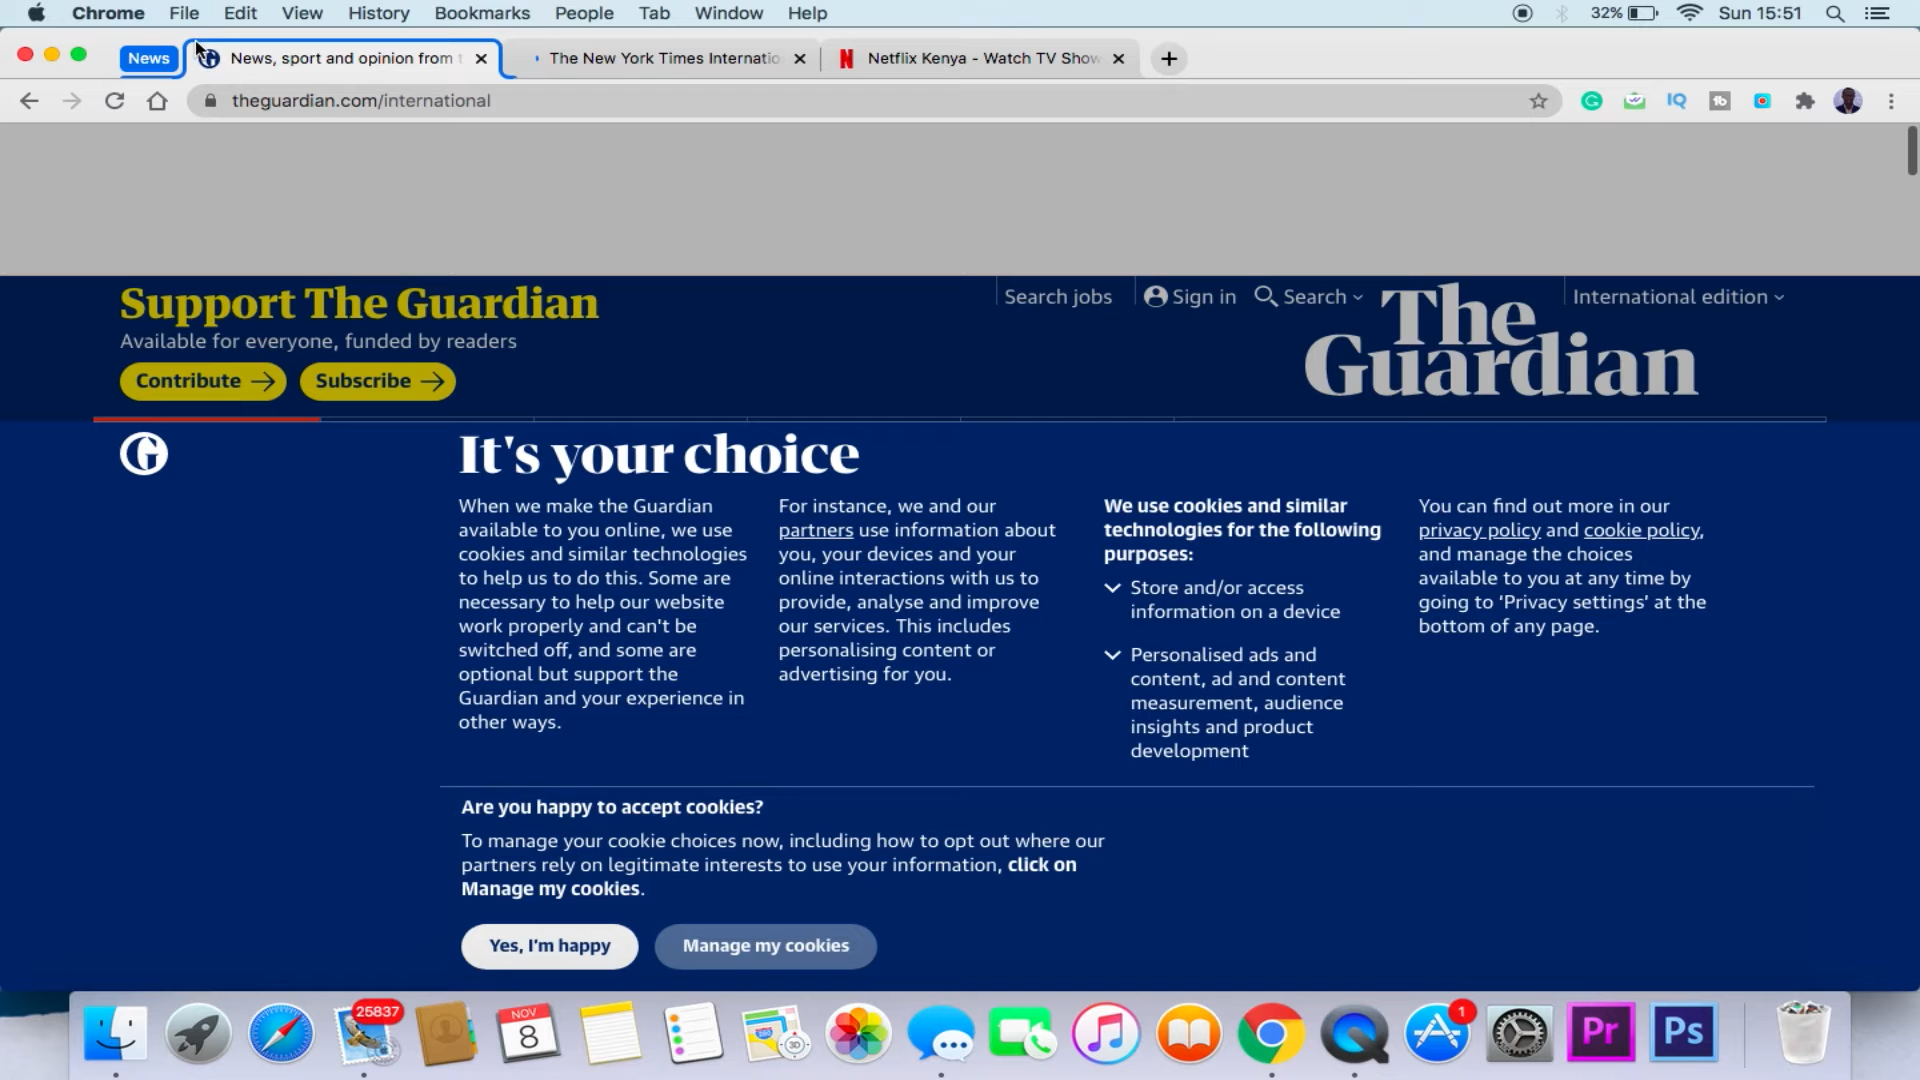 Chrome File Edit View History Bookmarks People Tab Window Help 32% Sun 15:51
News News, sport and opinion from t The New York Times Internatio Netflix Kenya - Watch TV Show
theguardian.com/international
Support The Guardian
Available for everyone, funded by readers
Contribute → Subscribe →
Search jobs Sign in Search International edition
The
Guardian
It's your choice
When we make the Guardian
available to you online, we use
cookies and similar technologies
to help us to do this. Some are
necessary to help our website
work properly and can't be
switched off, and some are
optional but support the
Guardian and your experience in
other ways.
For instance, we and our
partners use information about
you, your devices and your
online interactions with us to
provide, analyse and improve
our services. This includes
personalising content or
advertising for you.
We use cookies and similar
technologies for the following
purposes:
Store and/or access
information on a device
Personalised ads and
content, ad and content
measurement, audience
insights and product
development
You can find out more in our
privacy policy and cookie policy,
and manage the choices
available to you at any time by
going to ‘Privacy settings’ at the
bottom of any page.
Are you happy to accept cookies?
To manage your cookie choices now, including how to opt out where our
partners rely on legitimate interests to use your information, click on
Manage my cookies.
Yes, I’m happy Manage my cookies
25837
NOV
8
3D
1
Pr
Ps